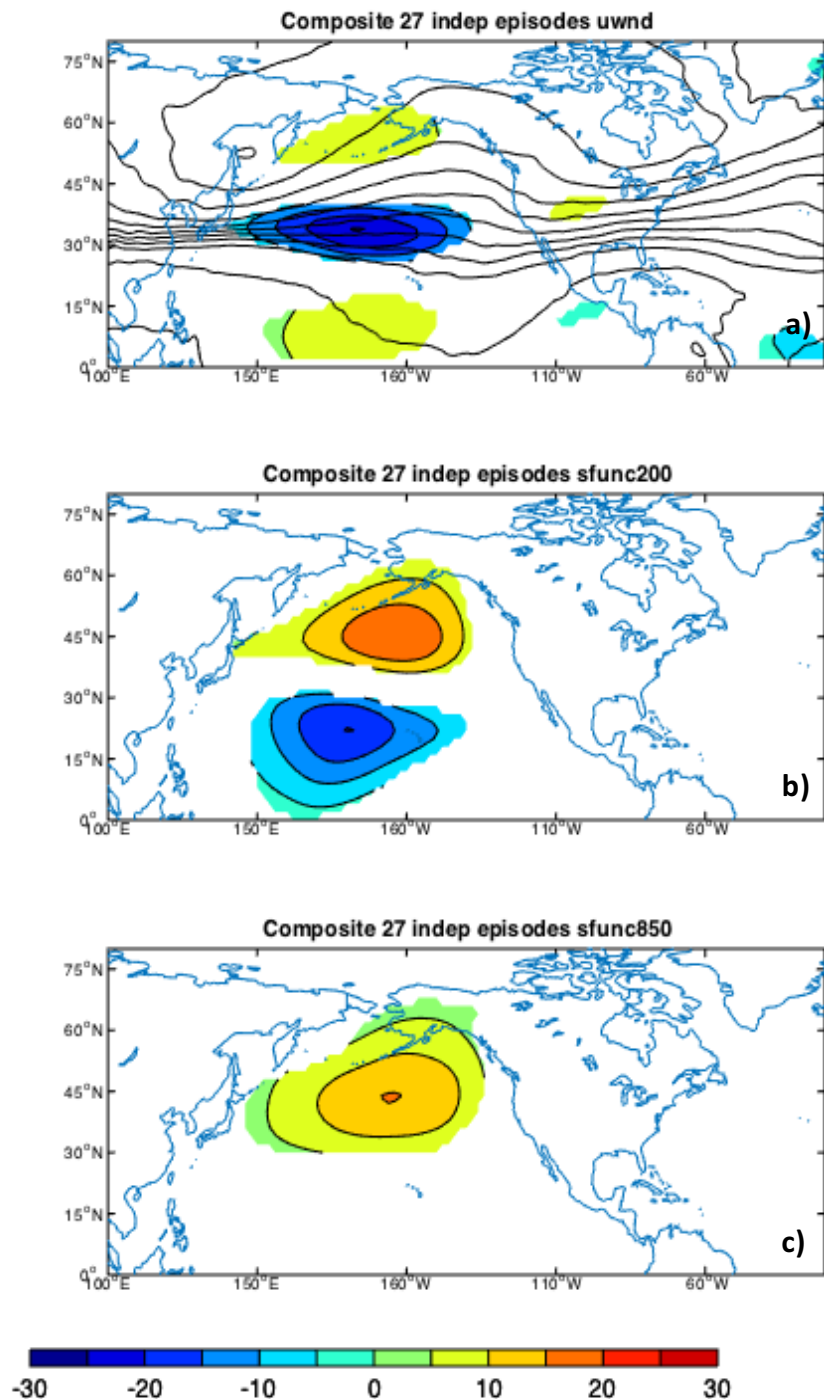 Composite 27 indep episodes uwnd
75°N
60°N
45°N
30°N
15°N
0°
100°E 150°E 160°W 110°W 60°W
a)
Composite 27 indep episodes sfunc200
75°N
60°N
45°N
30°N
15°N
0°
100°E 150°E 160°W 110°W 60°W
b)
Composite 27 indep episodes sfunc850
75°N
60°N
45°N
30°N
15°N
0°
100°E 150°E 160°W 110°W 60°W
c)
-30 -20 -10 0 10 20 30